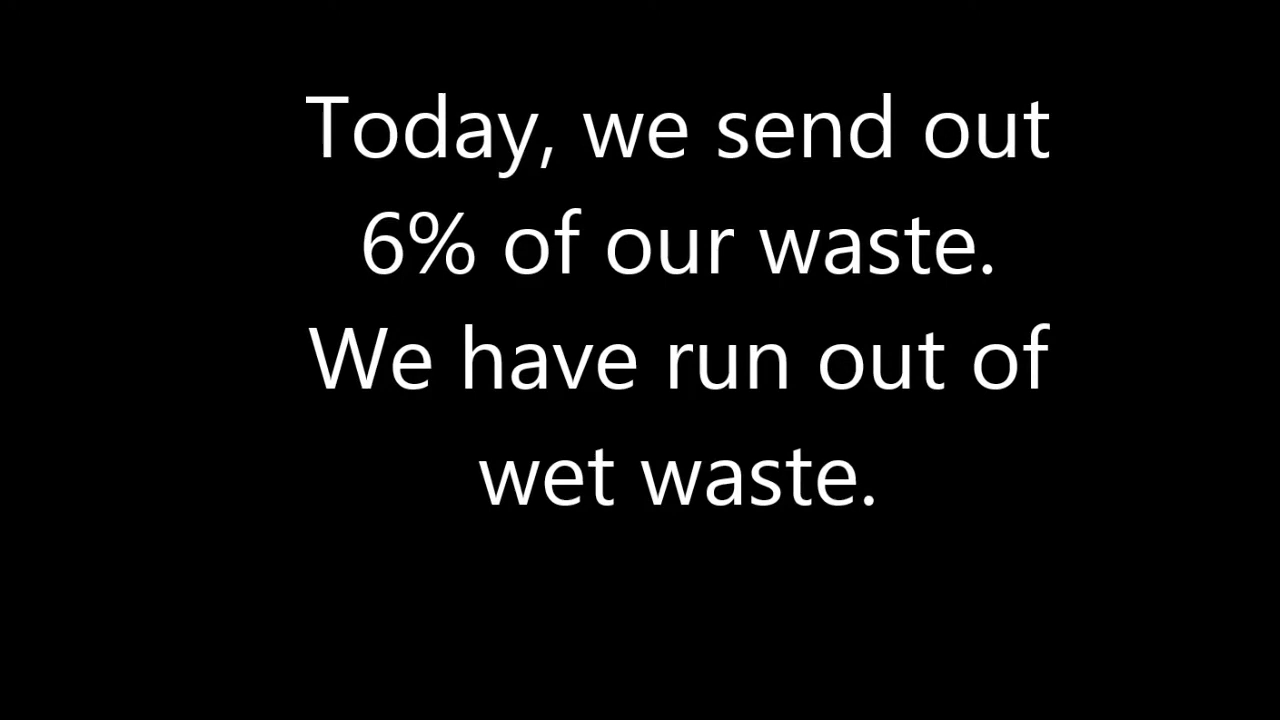 Today, we send out
6% of our waste.
We have run out of
wet waste.